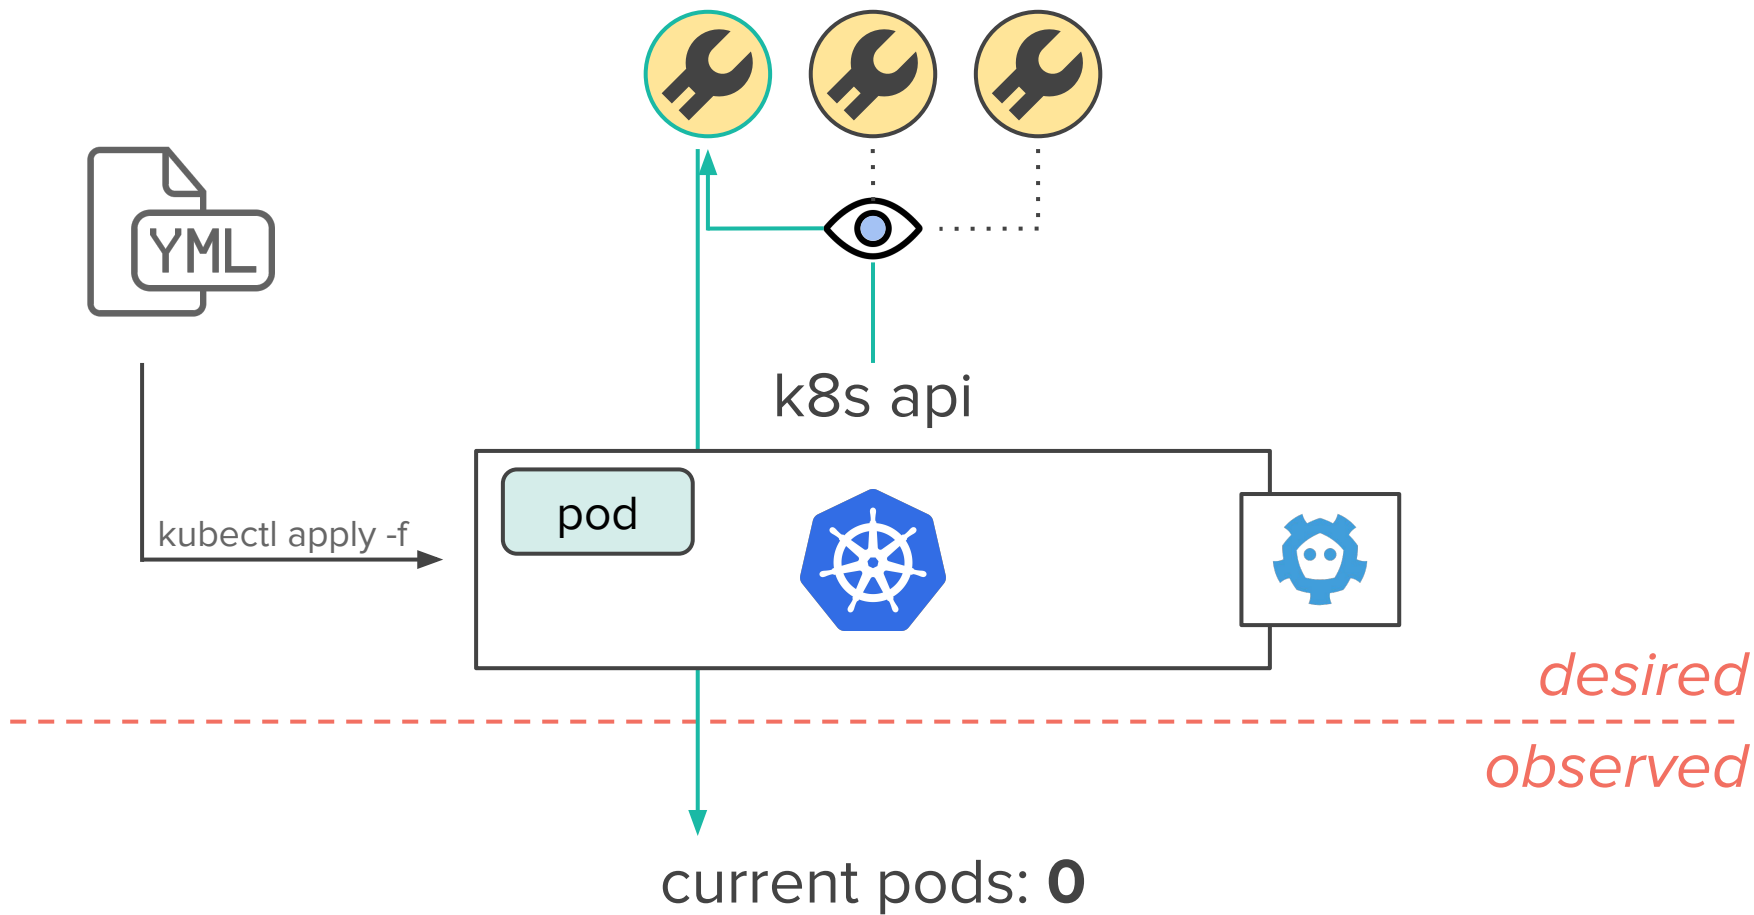 YML
k8s api
kubectl apply -f
pod
desired
observed
current pods: 0